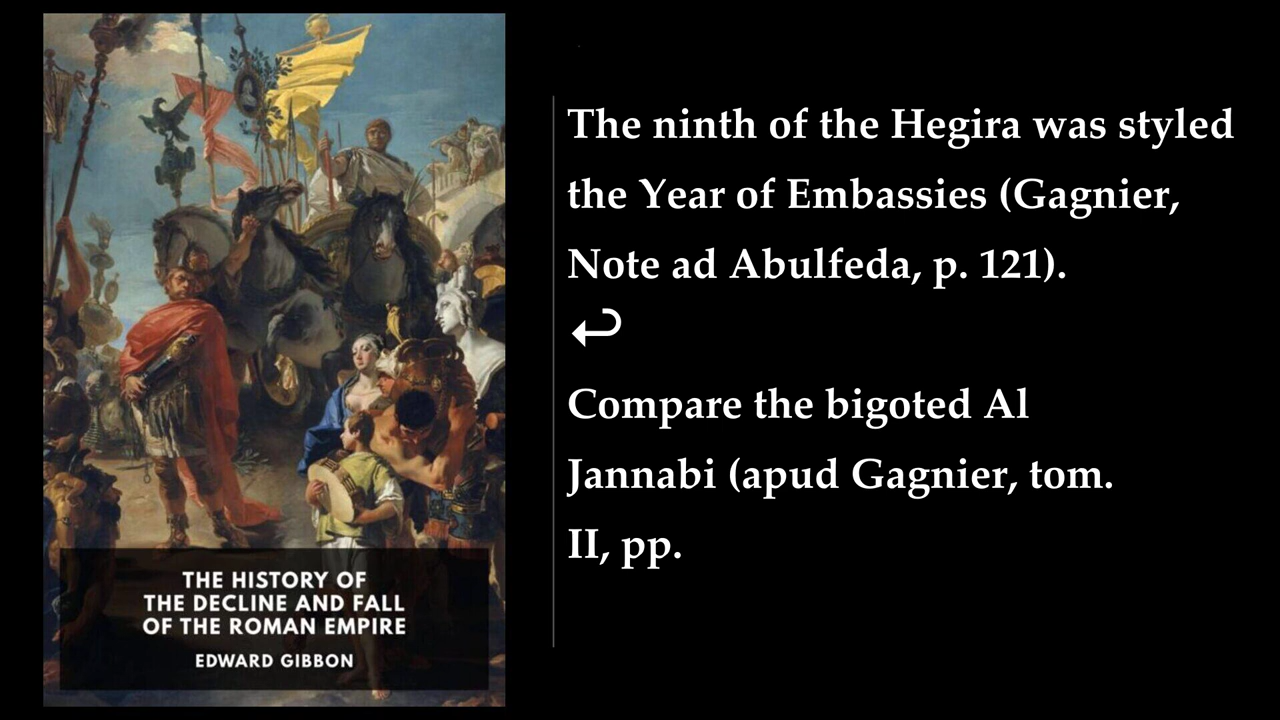 THE HISTORY OF
THE DECLINE AND FALL
OF THE ROMAN EMPIRE
EDWARD GIBBON
The ninth of the Hegira was styled
the Year of Embassies (Gagnier,
Note ad Abulfeda, p. 121).
↩
Compare the bigoted Al
Jannabi (apud Gagnier, tom.
II, pp.